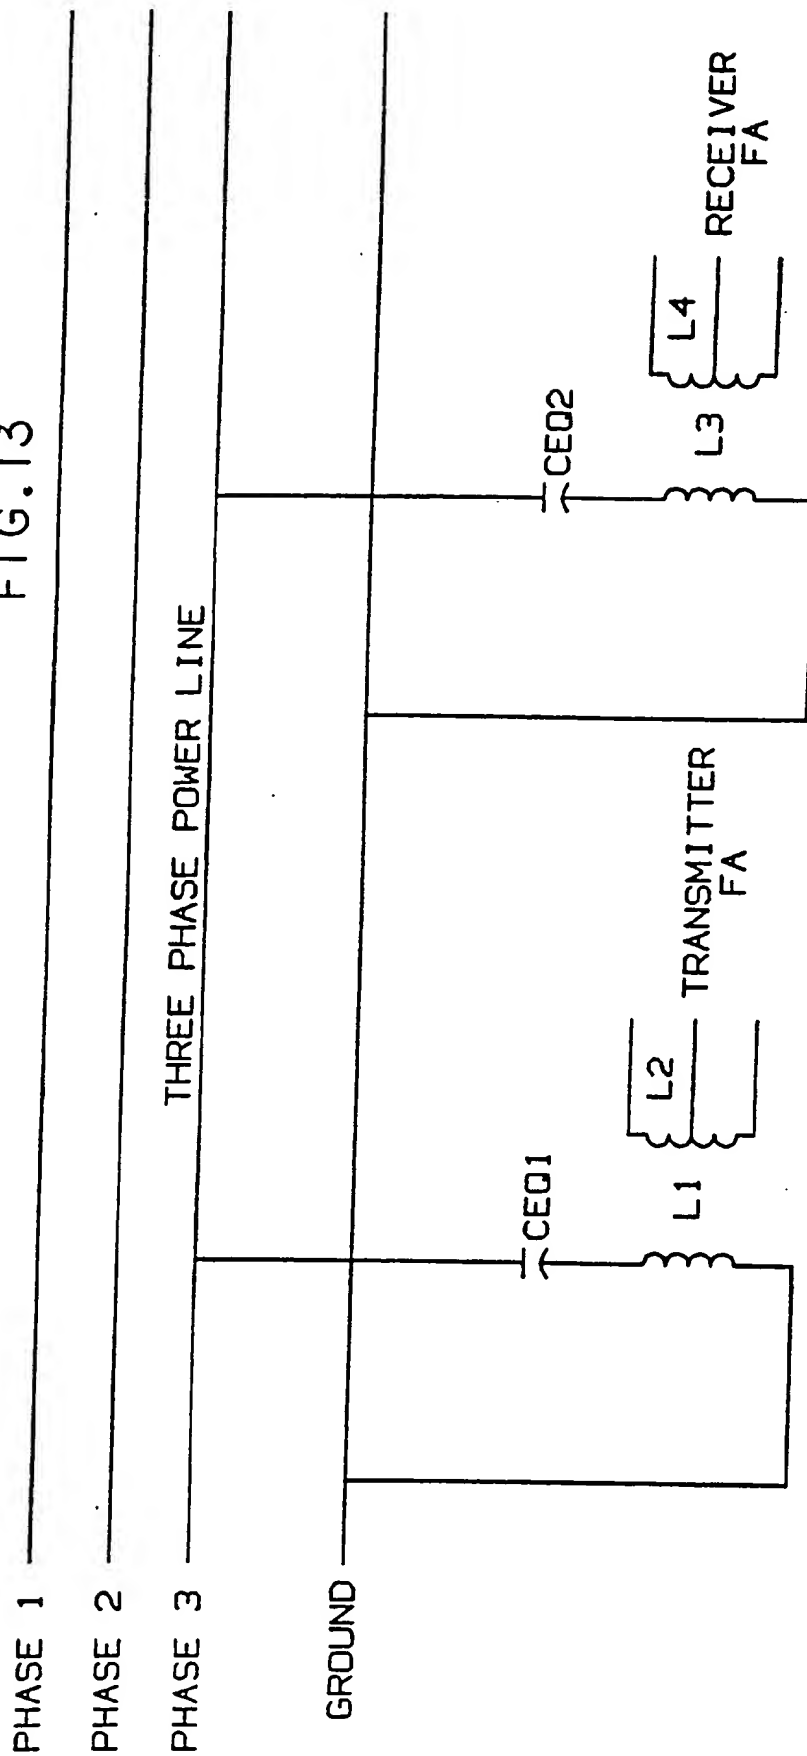 FIG.13
PHASE 1
PHASE 2
PHASE 3
THREE PHASE POWER LINE
GROUND
CEQ1
L1
L2
TRANSMITTER
FA
CEQ2
L3
L4
RECEIVER
FA